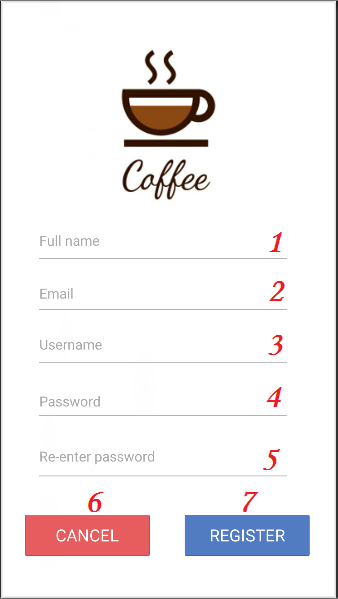 Coffee
Full name 1
Email 2
Username 3
Password 4
Re-enter password 5
6 7
CANCEL REGISTER